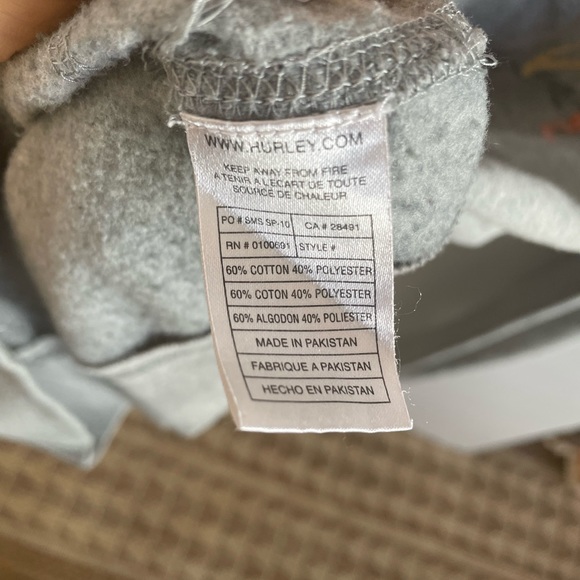 WWW.HURLEY.COM
KEEP AWAY FROM FIRE
A TENIR A L'ECART DE TOUTE
SOURCE DE CHALEUR
PO # SMS SP-10 CA # 28491
RN # 0100691 STYLE #
60% COTTON 40% POLYESTER
60% COTON 40% POLYESTER
60% ALGODON 40% POLIESTER
MADE IN PAKISTAN
FABRIQUE A PAKISTAN
HECHO EN PAKISTAN